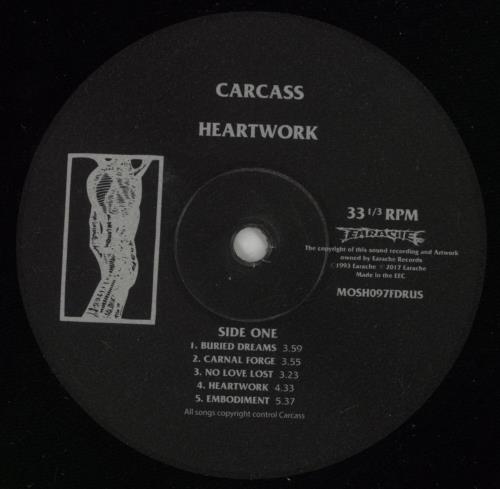 CARCASS
HEARTWORK
33 1/3 RPM
EARACHE
The copyright of this sound recording and Artwork
owned by Earache Records
©1993 Earache ℗ 2017 Earache
Made in the EEC
MOSH097FDRUS
SIDE ONE
1. BURIED DREAMS 3.59
2. CARNAL FORGE 3.55
3. NO LOVE LOST 3.23
4. HEARTWORK 4.33
5. EMBODIMENT 5.37
All songs copyright control Carcass